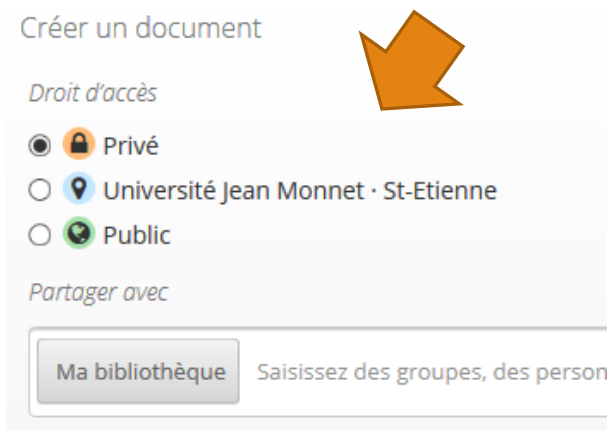 Créer un document
Droit d'accès
Privé
Université Jean Monnet · St-Etienne
Public
Partager avec
Ma bibliothèque Saisissez des groupes, des